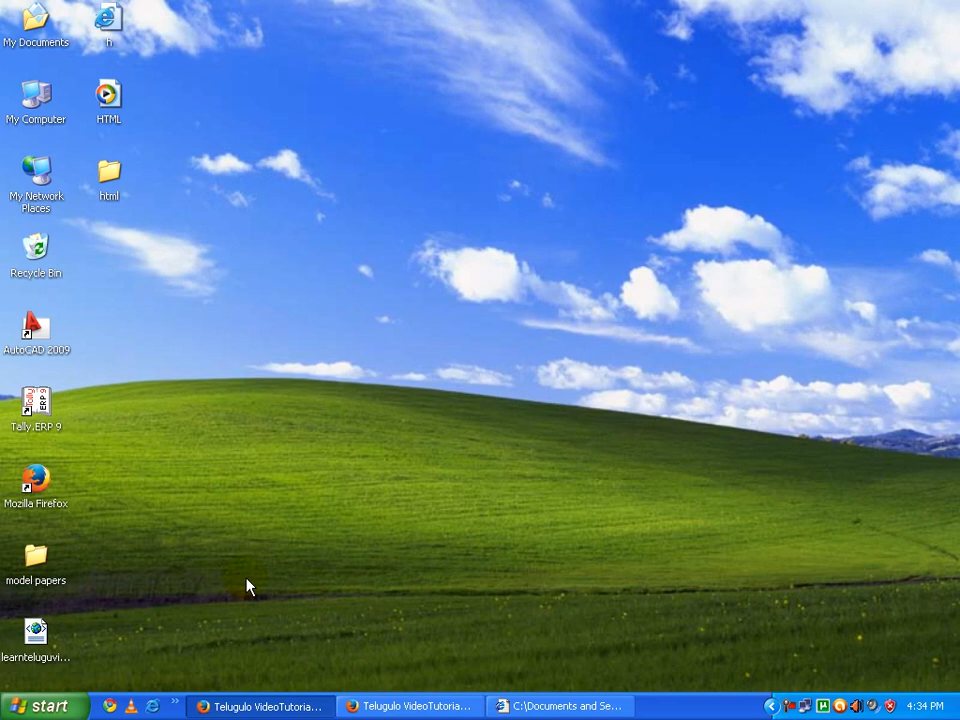 My Documents
h
My Computer
HTML
My Network
Places
html
Recycle Bin
AutoCAD 2009
Tally.ERP 9
Mozilla Firefox
model papers
learnteluguvi...
start
Telugulo VideoTutoria...
Telugulo VideoTutoria...
C:\Documents and Se...
4:34 PM